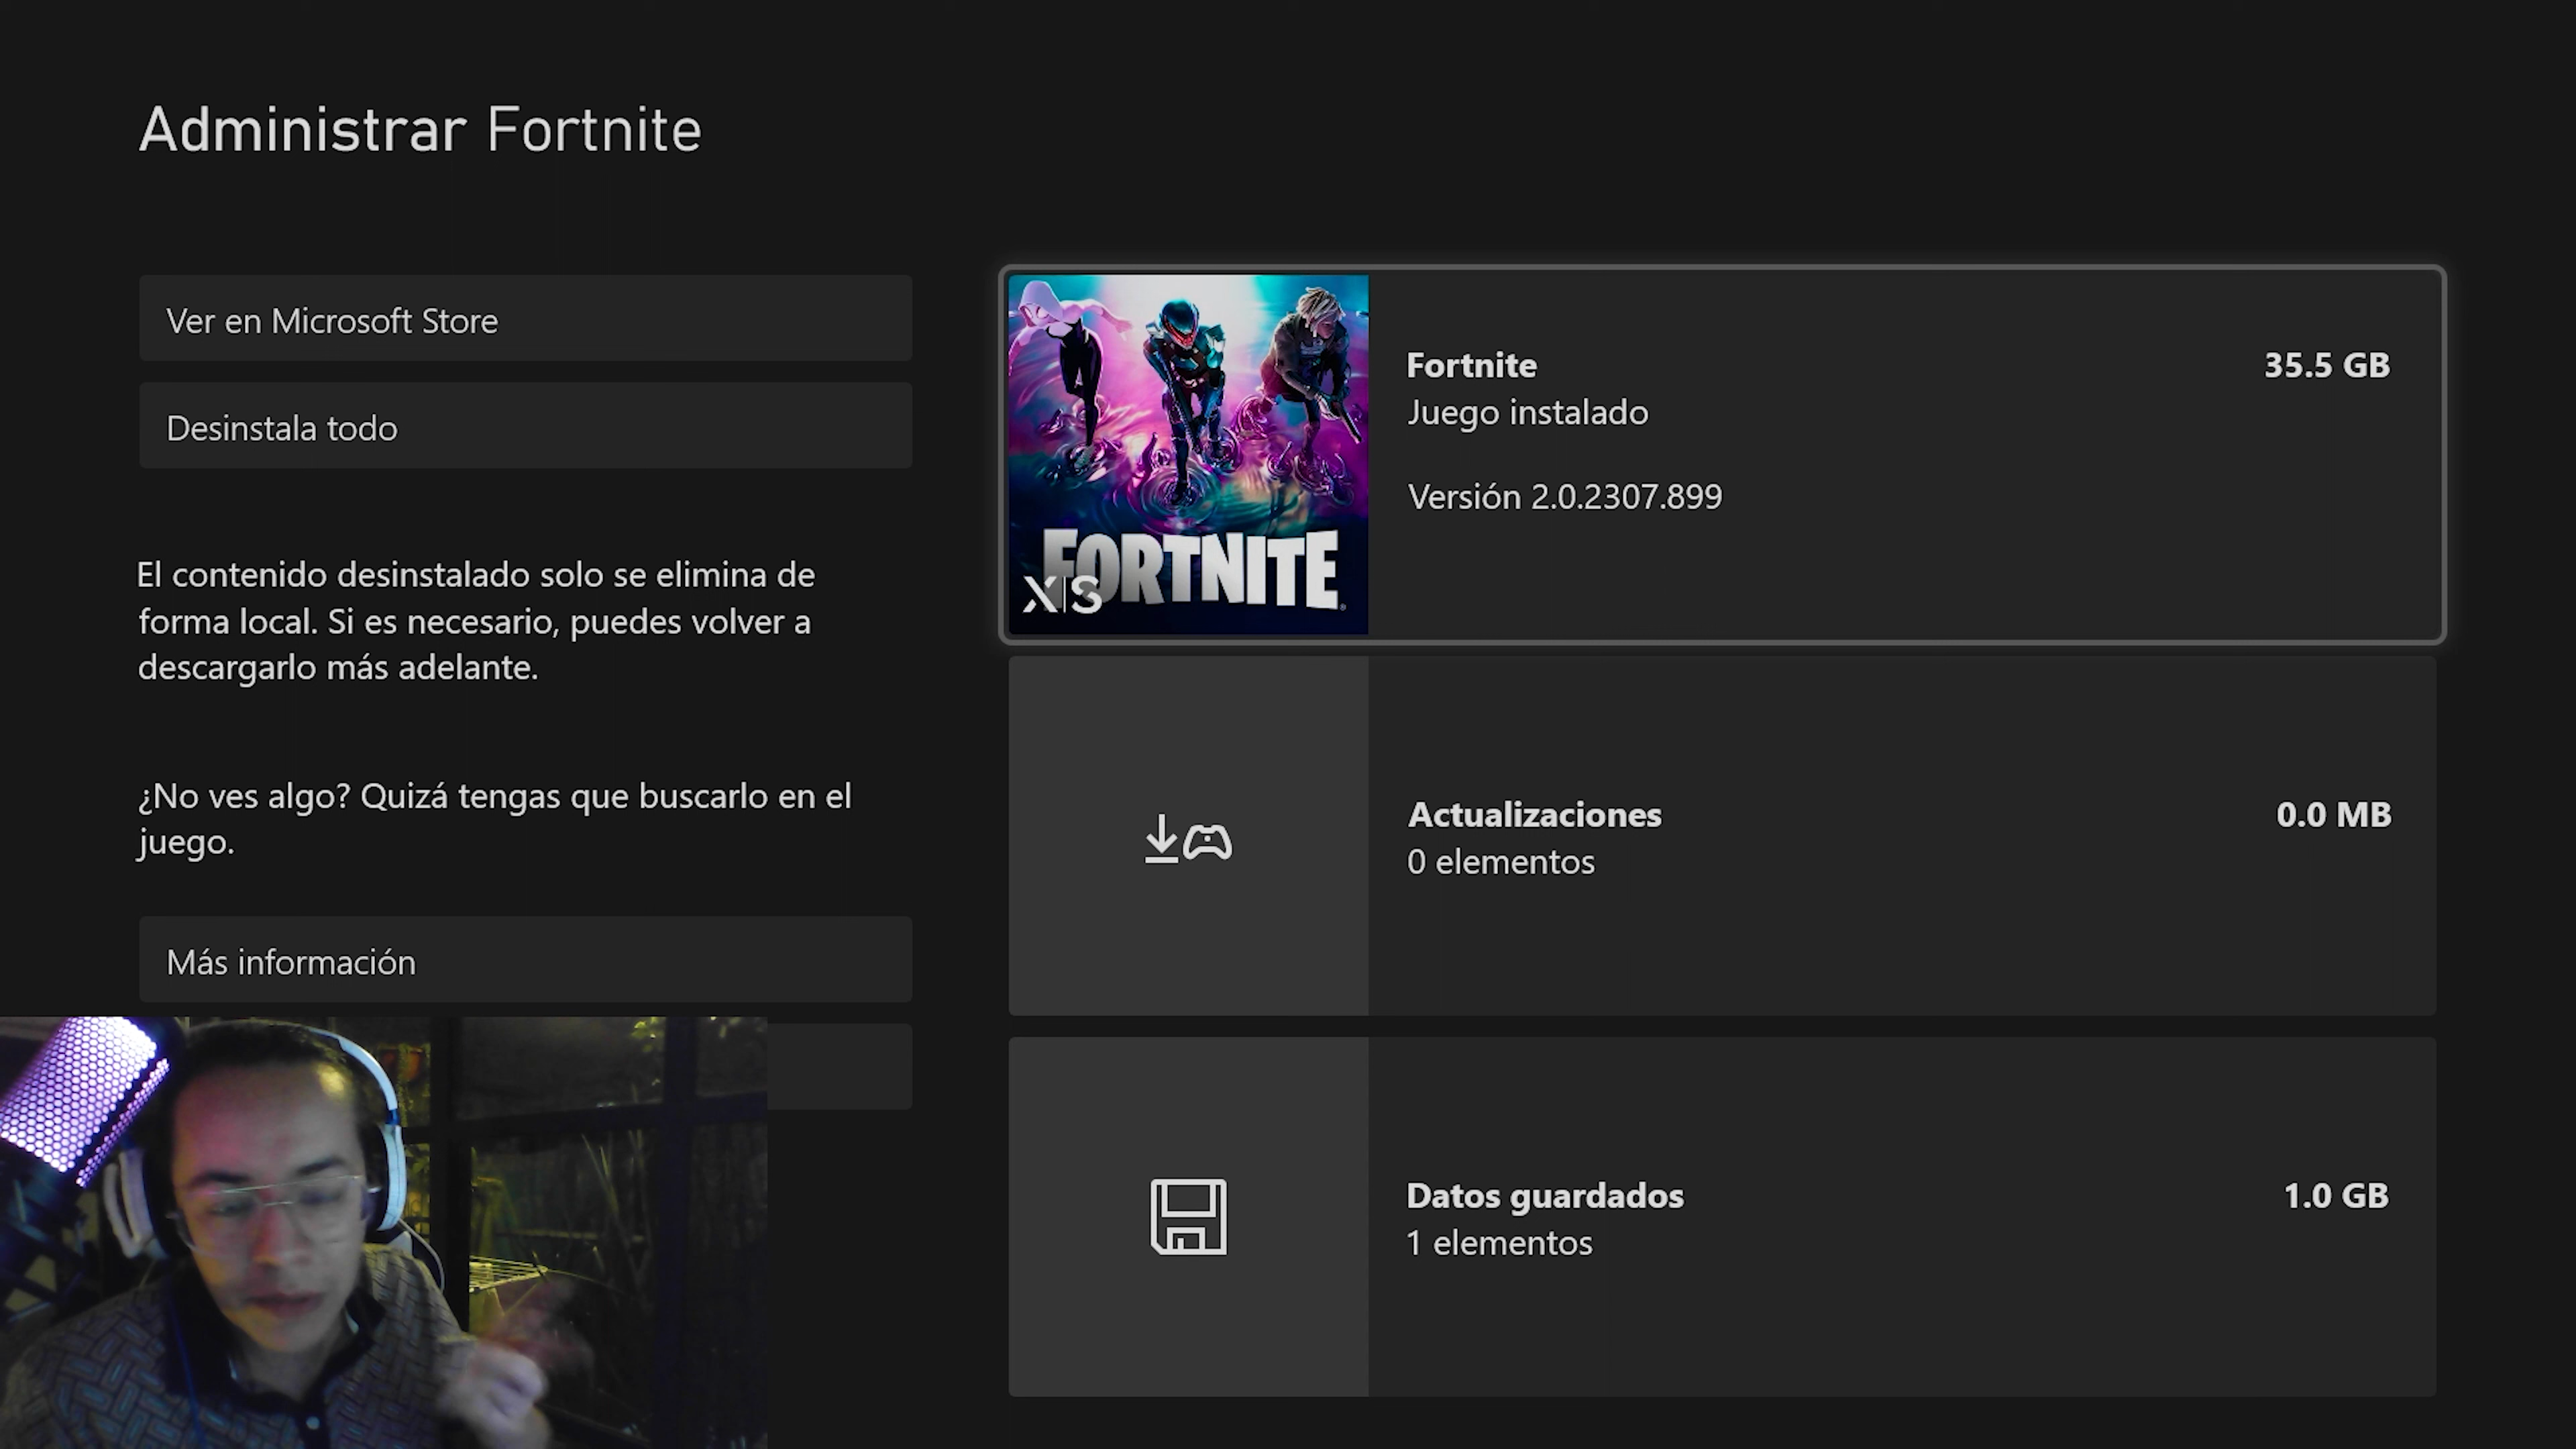 Administrar Fortnite
Ver en Microsoft Store
Desinstala todo
El contenido desinstalado solo se elimina de
forma local. Si es necesario, puedes volver a
descargarlo más adelante.
¿No ves algo? Quizá tengas que buscarlo en el
juego.
Más información
FORTNITE
X|S
Fortnite
35.5 GB
Juego instalado
Versión 2.0.2307.899
Actualizaciones
0.0 MB
0 elementos
Datos guardados
1.0 GB
1 elementos